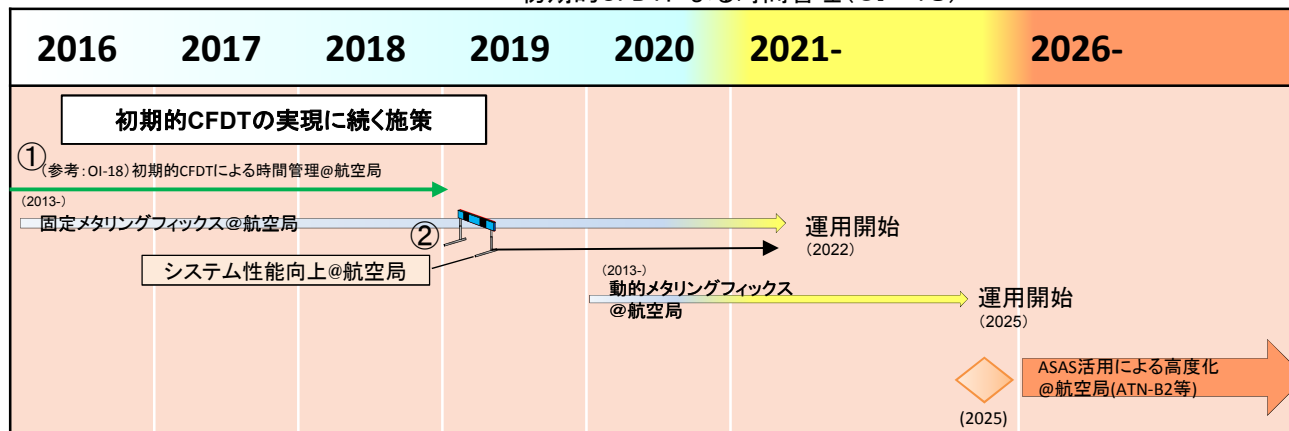 2016 2017 2018 2019 2020 2021- 2026-
初期的CFDTの実現に続く施策
①
(参考:OI-18)初期的CFDTによる時間管理@航空局
(2013-)
固定メタリングフィックス@航空局
②
運用開始
(2022)
システム性能向上@航空局
(2013-)
動的メタリングフィックス
@航空局
運用開始
(2025)
ASAS活用による高度化
@航空局(ATN-B2等)
(2025)